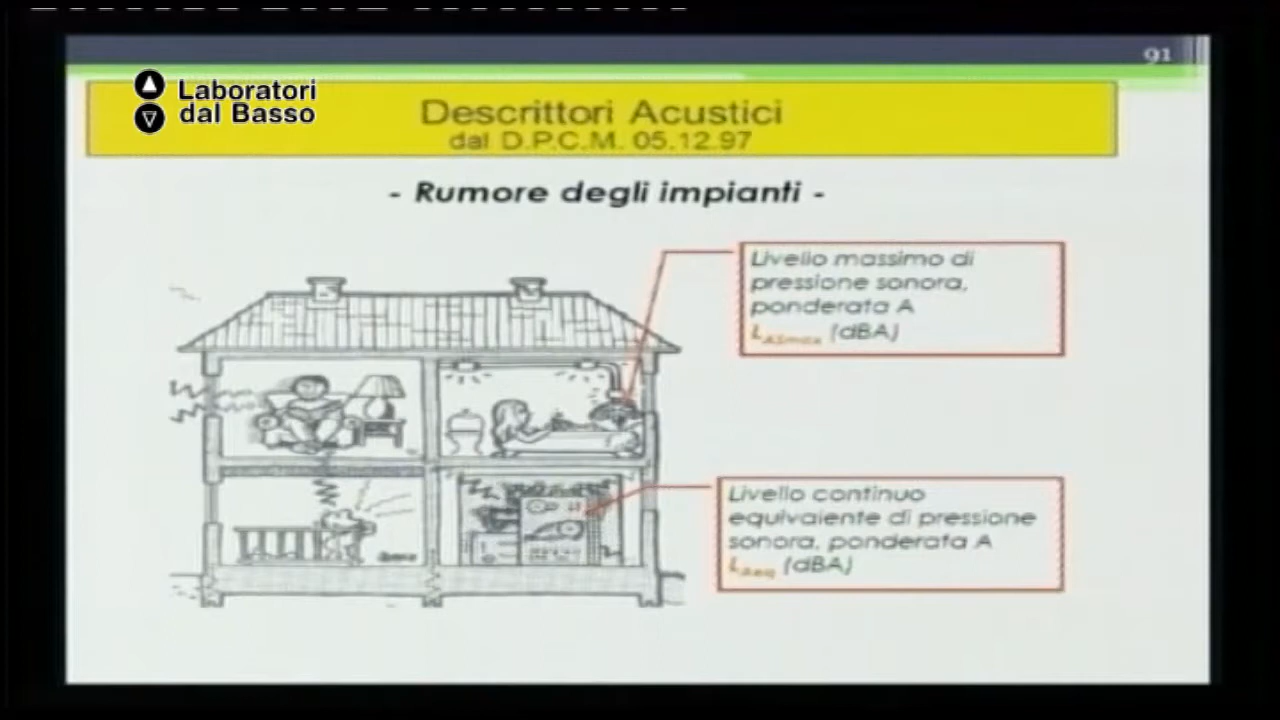 91
Laboratori
dal Basso
Descrittori Acustici
dal D.P.C.M. 05.12.97
- Rumore degli impianti -
Livello massimo di
pressione sonora,
ponderata A
LASmax (dBA)
Livello continuo
equivalente di pressione
sonora, ponderata A
LAeq (dBA)